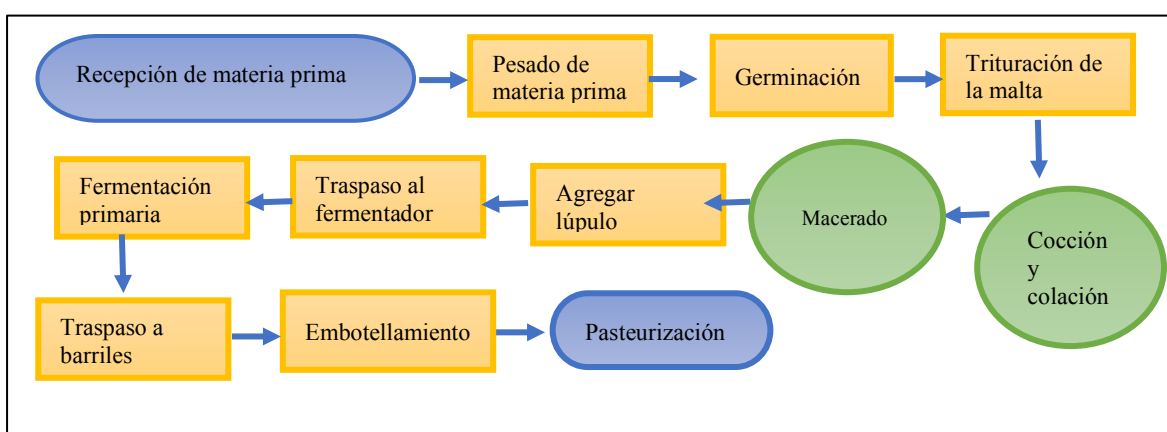 Recepción de materia prima
Pesado de
materia prima
Germinación
Trituración de
la malta
Cocción
y
colación
Macerado
Agregar
lúpulo
Traspaso al
fermentador
Fermentación
primaria
Traspaso a
barriles
Embotellamiento
Pasteurización